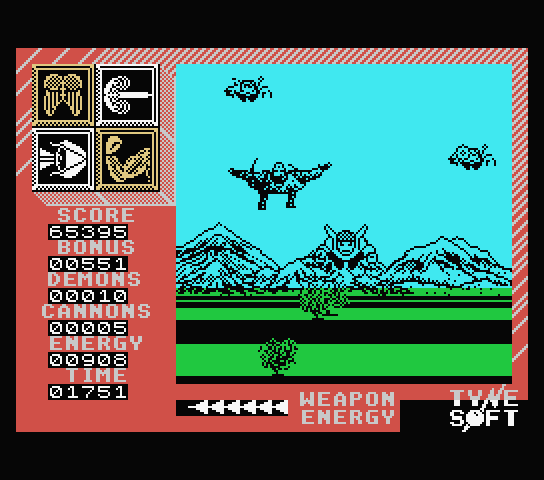 SCORE
65395
BONUS
00551
DEMONS
00010
CANNONS
00005
ENERGY
00908
TIME
01751
WEAPON
ENERGY
TYNE
SOFT